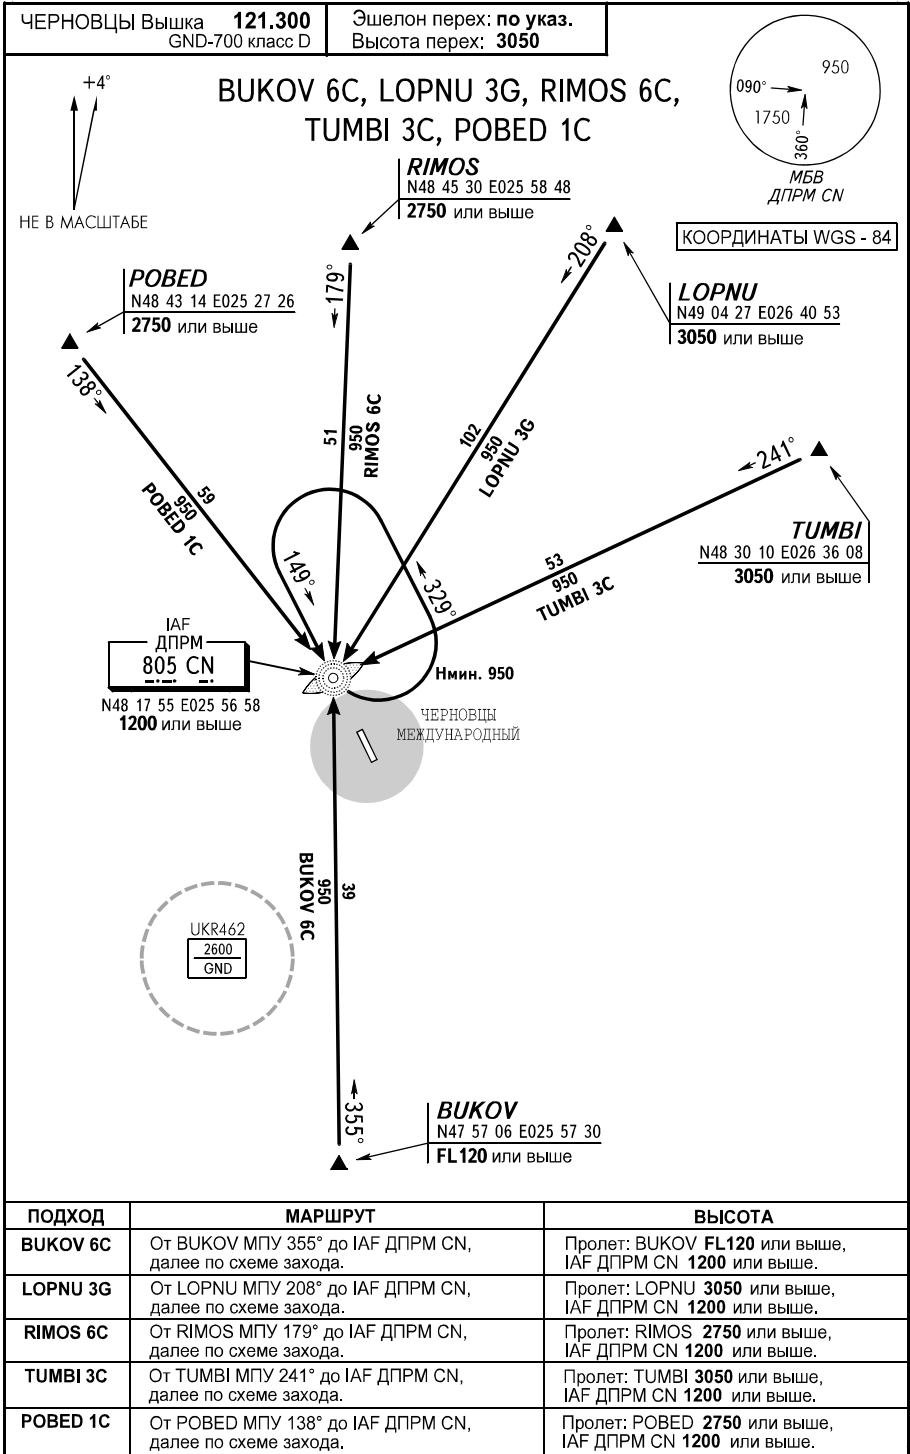 ЧЕРНОВЦЫ Вышка 121.300
GND-700 класс D
Эшелон перех: по указ.
Высота перех: 3050
+4°
НЕ В МАСШТАБЕ
BUKOV 6C, LOPNU 3G, RIMOS 6C,
TUMBI 3C, POBED 1C
950
090°
1750
360°
МБВ
ДПРМ CN
КООРДИНАТЫ WGS - 84
RIMOS
N48 45 30 E025 58 48
2750 или выше
POBED
N48 43 14 E025 27 26
2750 или выше
LOPNU
N49 04 27 E026 40 53
3050 или выше
TUMBI
N48 30 10 E026 36 08
3050 или выше
138°
59
950
POBED 1C
179°
51
950
RIMOS 6C
208°
102
950
LOPNU 3G
241°
53
950
TUMBI 3C
149°
329°
Hмин. 950
IAF
ДПРМ
805 CN
N48 17 55 E025 56 58
1200 или выше
ЧЕРНОВЦЫ
МЕЖДУНАРОДНЫЙ
39
950
BUKOV 6C
UKR462
2600
GND
355°
BUKOV
N47 57 06 E025 57 30
FL120 или выше
ПОДХОД МАРШРУТ ВЫСОТА
BUKOV 6C
От BUKOV МПУ 355° до IAF ДПРМ CN,
далее по схеме захода.
Пролет: BUKOV FL120 или выше,
IAF ДПРМ CN 1200 или выше.
LOPNU 3G
От LOPNU МПУ 208° до IAF ДПРМ CN,
далее по схеме захода.
Пролет: LOPNU 3050 или выше,
IAF ДПРМ CN 1200 или выше.
RIMOS 6C
От RIMOS МПУ 179° до IAF ДПРМ CN,
далее по схеме захода.
Пролет: RIMOS 2750 или выше,
IAF ДПРМ CN 1200 или выше.
TUMBI 3C
От TUMBI МПУ 241° до IAF ДПРМ CN,
далее по схеме захода.
Пролет: TUMBI 3050 или выше,
IAF ДПРМ CN 1200 или выше.
POBED 1C
От POBED МПУ 138° до IAF ДПРМ CN,
далее по схеме захода.
Пролет: POBED 2750 или выше,
IAF ДПРМ CN 1200 или выше.